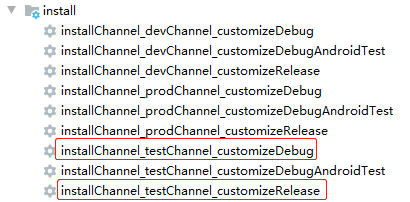 install
installChannel_devChannel_customizeDebug
installChannel_devChannel_customizeDebugAndroidTest
installChannel_devChannel_customizeRelease
installChannel_prodChannel_customizeDebug
installChannel_prodChannel_customizeDebugAndroidTest
installChannel_prodChannel_customizeRelease
installChannel_testChannel_customizeDebug
installChannel_testChannel_customizeDebugAndroidTest
installChannel_testChannel_customizeRelease